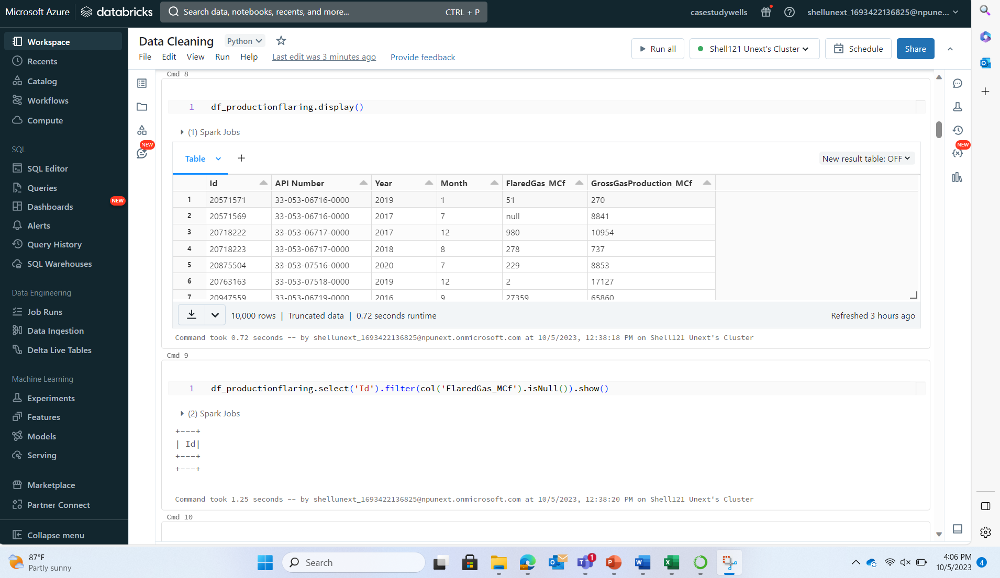 Microsoft Azure databricks Search data, notebooks, recents, and more... CTRL + P casestudywells shellunext_1693422136825@npune...
Workspace
Recents
Catalog
Workflows
Compute
SQL
SQL Editor
Queries
Dashboards NEW
Alerts
Query History
SQL Warehouses
Data Engineering
Job Runs
Data Ingestion
Delta Live Tables
Machine Learning
Experiments
Features
Models
Serving
Marketplace
Partner Connect
Collapse menu
Data Cleaning Python
File Edit View Run Help Last edit was 3 minutes ago Provide feedback
Run all Shell121 Unext's Cluster Schedule Share
NEW
NEW
Cmd 8
1 df_productionflaring.display()
(1) Spark Jobs
Table + New result table: OFF
Id API Number Year Month FlaredGas_MCf GrossGasProduction_MCf
1 20571571 33-053-06716-0000 2019 1 51 270
2 20571569 33-053-06716-0000 2017 7 null 8841
3 20718222 33-053-06717-0000 2017 12 980 10954
4 20718223 33-053-06717-0000 2018 8 278 737
5 20875504 33-053-07516-0000 2020 7 229 8853
6 20763163 33-053-07518-0000 2019 12 2 17127
7 20947559 33-053-06719-0000 2016 9 27359 65860
10,000 rows | Truncated data | 0.72 seconds runtime Refreshed 3 hours ago
Command took 0.72 seconds -- by shellunext_1693422136825@npunext.onmicrosoft.com at 10/5/2023, 12:38:18 PM on Shell121 Unext's Cluster
Cmd 9
1 df_productionflaring.select('Id').filter(col('FlaredGas_MCf').isNull()).show()
(2) Spark Jobs
+---+
| Id|
+---+
+---+
Command took 1.25 seconds -- by shellunext_1693422136825@npunext.onmicrosoft.com at 10/5/2023, 12:38:20 PM on Shell121 Unext's Cluster
Cmd 10
87°F
Partly sunny
Search
1
4:06 PM
10/5/2023
4